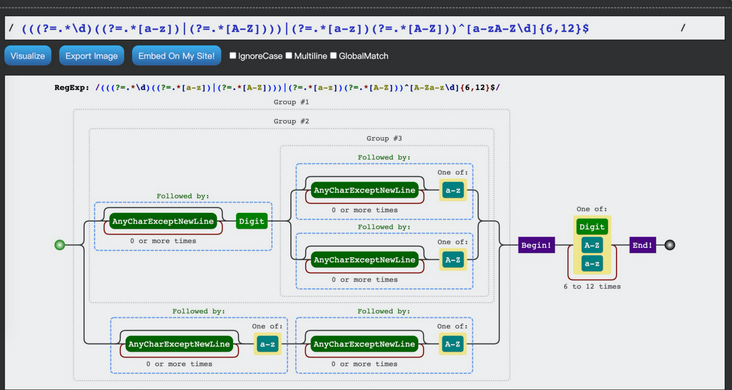 / (((?=.*\d)((?=.*[a-z])|(?=.*[A-Z])))|(?=.*[a-z])(?=.*[A-Z]))^[a-zA-Z\d]{6,12}$ /
Visualize Export Image Embed On My Site! IgnoreCase Multiline GlobalMatch
RegExp: /(((?=.*\d)((?=.*[a-z])|(?=.*[A-Z])))|(?=.*[a-z])(?=.*[A-Z]))^[A-Za-z\d]{6,12}$/
Group #1
Group #2
Group #3
Followed by:
One of:
AnyCharExceptNewLine a-z
0 or more times
Followed by:
AnyCharExceptNewLine Digit
0 or more times
Followed by:
One of:
AnyCharExceptNewLine A-Z
0 or more times
Followed by:
One of:
AnyCharExceptNewLine a-z
0 or more times
Followed by:
One of:
AnyCharExceptNewLine A-Z
0 or more times
Begin!
One of:
Digit
A-Z
a-z
6 to 12 times
End!